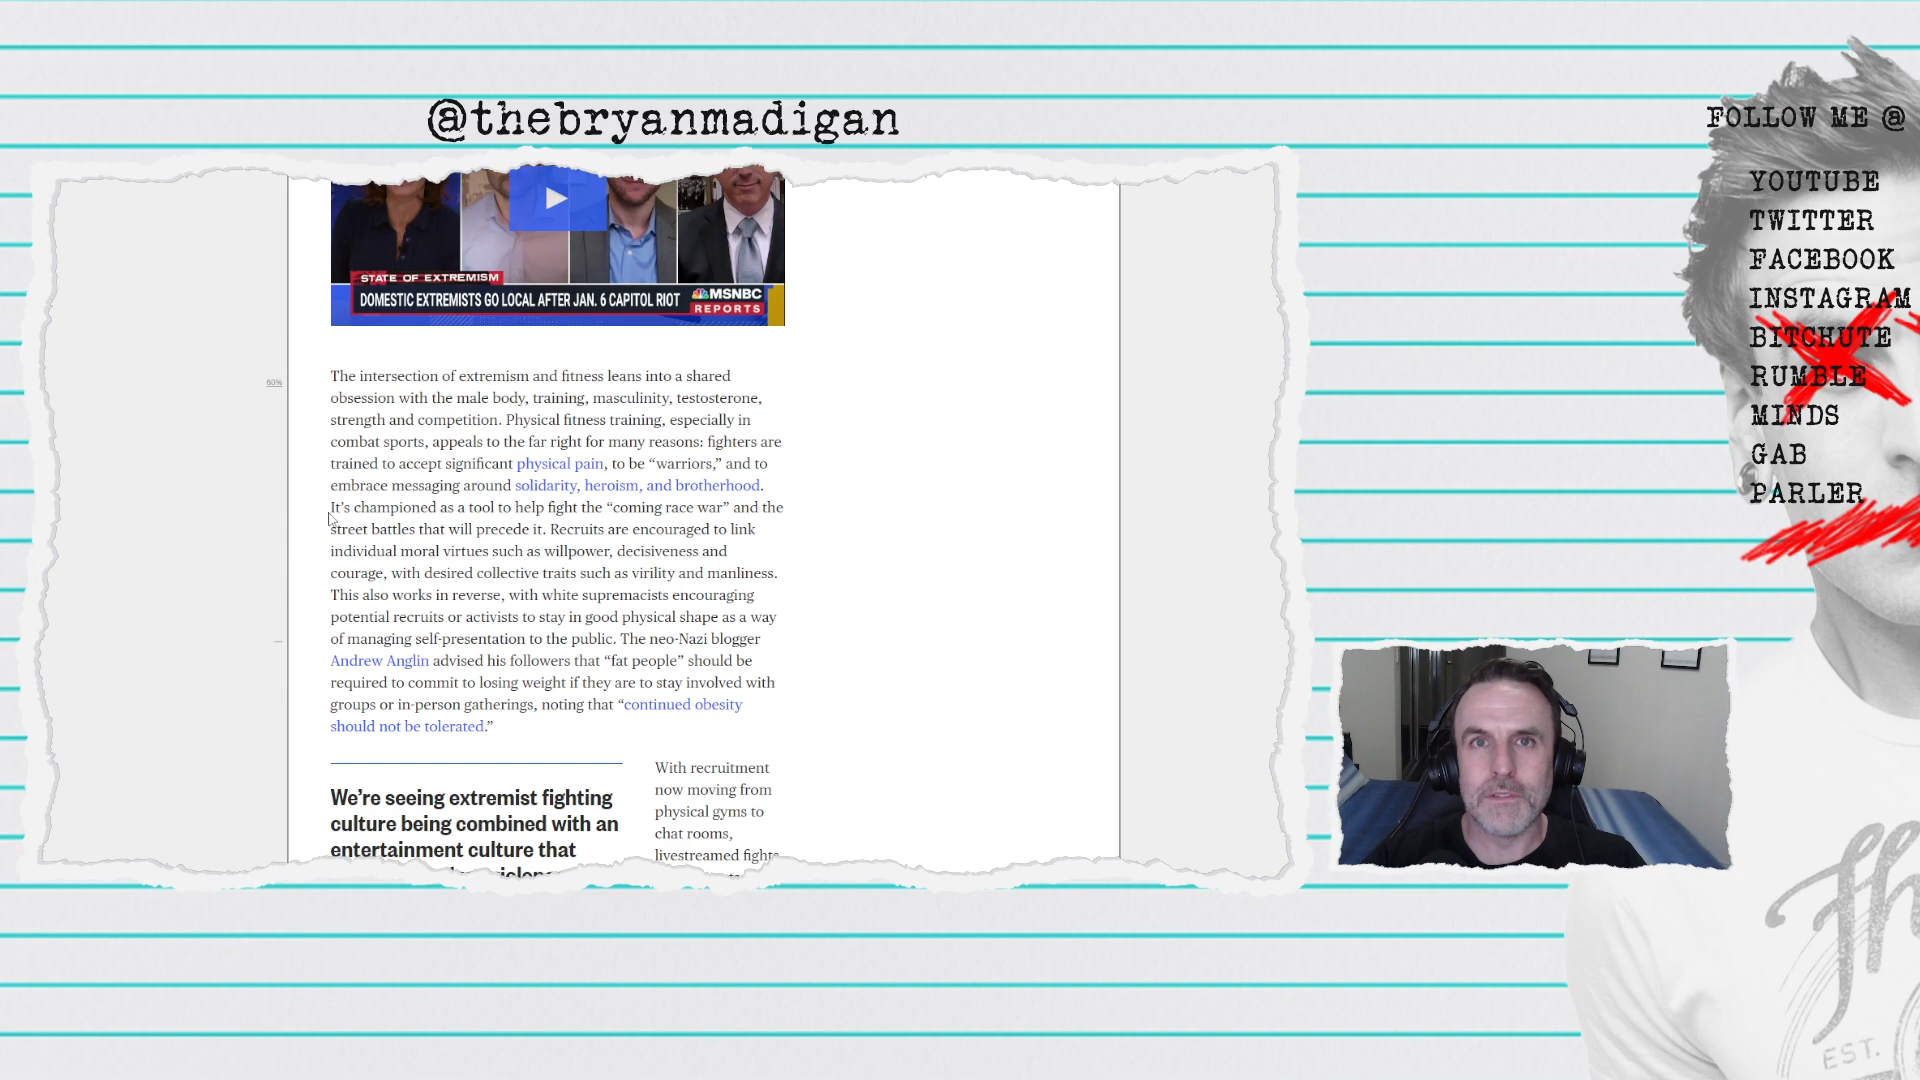 @thebryanmadigan
FOLLOW ME @
YOUTUBE
TWITTER
FACEBOOK
INSTAGRAM
BITCHUTE
RUMBLE
MINDS
GAB
PARLER
STATE OF EXTREMISM
DOMESTIC EXTREMISTS GO LOCAL AFTER JAN. 6 CAPITOL RIOT
MSNBC
REPORTS
60%
The intersection of extremism and fitness leans into a shared
obsession with the male body, training, masculinity, testosterone,
strength and competition. Physical fitness training, especially in
combat sports, appeals to the far right for many reasons: fighters are
trained to accept significant physical pain, to be “warriors,” and to
embrace messaging around solidarity, heroism, and brotherhood.
It’s championed as a tool to help fight the “coming race war” and the
street battles that will precede it. Recruits are encouraged to link
individual moral virtues such as willpower, decisiveness and
courage, with desired collective traits such as virility and manliness.
This also works in reverse, with white supremacists encouraging
potential recruits or activists to stay in good physical shape as a way
of managing self-presentation to the public. The neo-Nazi blogger
Andrew Anglin advised his followers that “fat people” should be
required to commit to losing weight if they are to stay involved with
groups or in-person gatherings, noting that “continued obesity
should not be tolerated.”
We’re seeing extremist fighting
culture being combined with an
entertainment culture that
With recruitment
now moving from
physical gyms to
chat rooms,
livestreamed fights
EST.